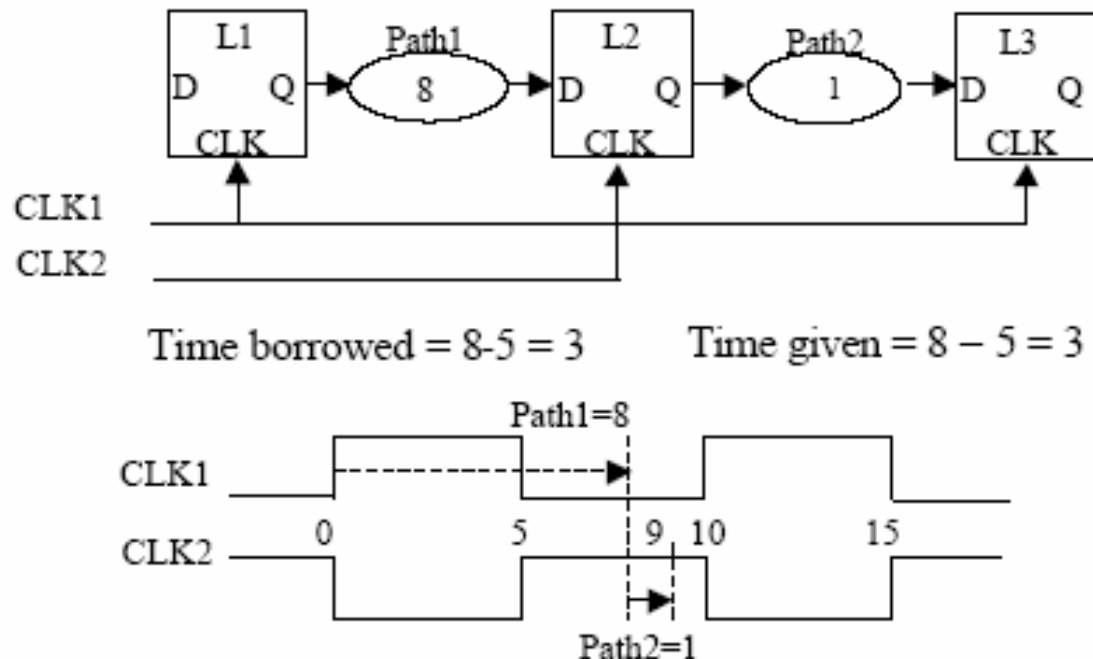 L1 Path1 L2 Path2 L3
D Q 8 D Q 1 D Q
CLK CLK CLK
CLK1
CLK2
Time borrowed = 8-5 = 3 Time given = 8 – 5 = 3
Path1=8
CLK1
0 5 9 10 15
CLK2
Path2=1